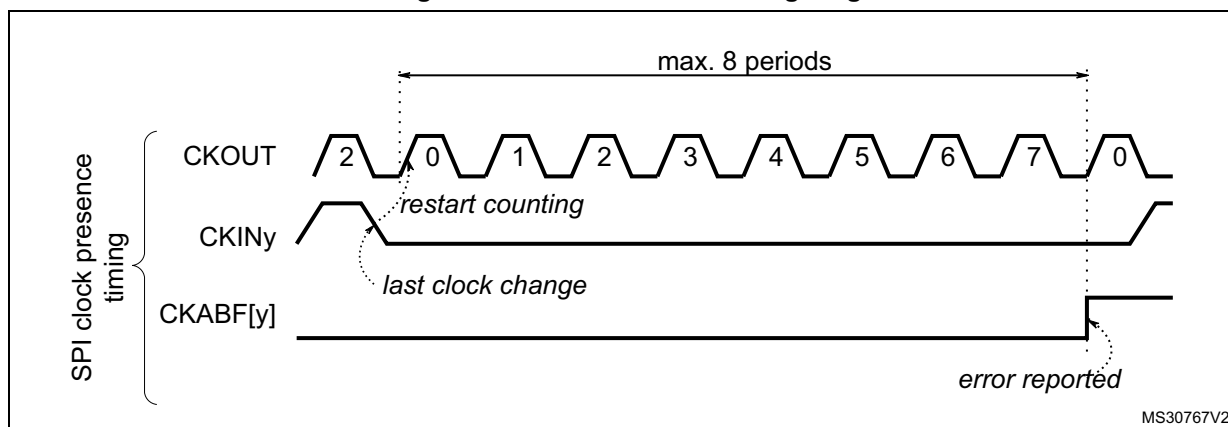 max. 8 periods
CKOUT
2 0 1 2 3 4 5 6 7 0
restart counting
CKINy
last clock change
CKABF[y]
error reported
SPI clock presence
timing
MS30767V2